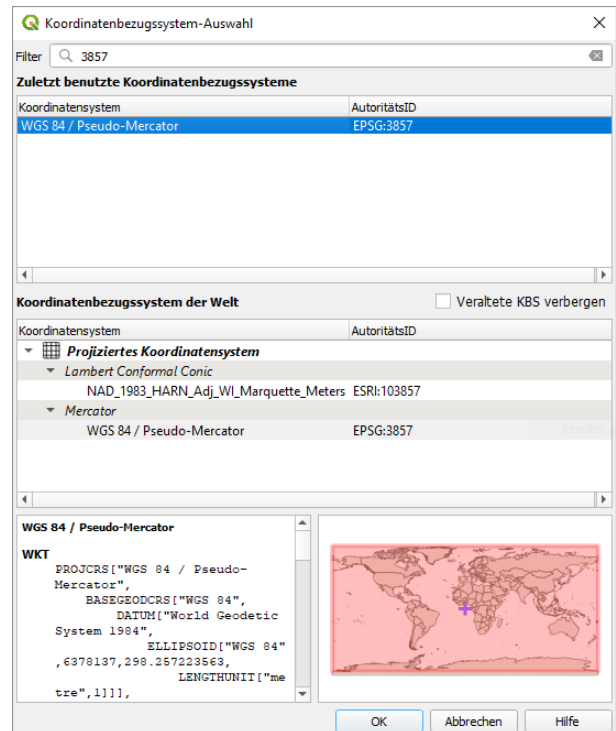 Koordinatenbezugssystem-Auswahl
Filter 3857
Zuletzt benutzte Koordinatenbezugssysteme
Koordinatensystem AutoritätsID
WGS 84 / Pseudo-Mercator EPSG:3857
Koordinatenbezugssystem der Welt Veraltete KBS verbergen
Koordinatensystem AutoritätsID
Projiziertes Koordinatensystem
Lambert Conformal Conic
NAD_1983_HARN_Adj_WI_Marquette_Meters ESRI:103857
Mercator
WGS 84 / Pseudo-Mercator EPSG:3857
WGS 84 / Pseudo-Mercator
WKT
PROJCRS["WGS 84 / Pseudo-
Mercator",
BASEGEODCRS["WGS 84",
DATUM["World Geodetic
System 1984",
ELLIPSOID["WGS 84"
,6378137,298.257223563,
LENGTHUNIT["me
tre",1]]],
OK Abbrechen Hilfe